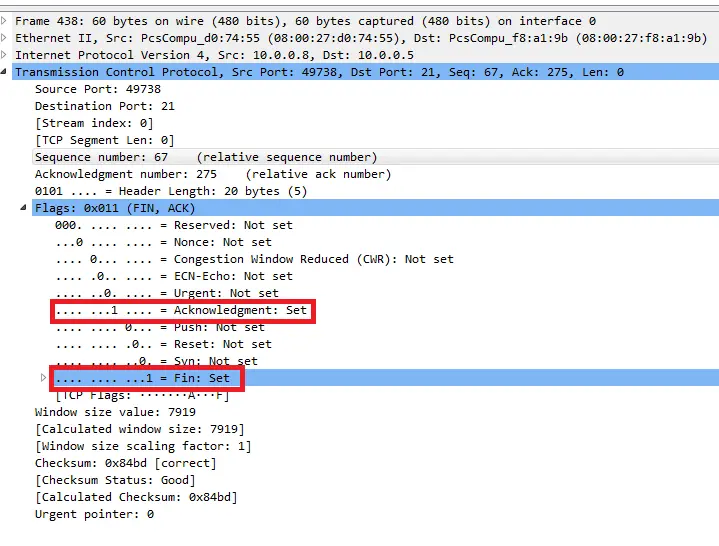 Frame 438: 60 bytes on wire (480 bits), 60 bytes captured (480 bits) on interface 0
Ethernet II, Src: PcsCompu_d0:74:55 (08:00:27:d0:74:55), Dst: PcsCompu_f8:a1:9b (08:00:27:f8:a1:9b)
Internet Protocol Version 4, Src: 10.0.0.8, Dst: 10.0.0.5
Transmission Control Protocol, Src Port: 49738, Dst Port: 21, Seq: 67, Ack: 275, Len: 0
Source Port: 49738
Destination Port: 21
[Stream index: 0]
[TCP Segment Len: 0]
Sequence number: 67    (relative sequence number)
Acknowledgment number: 275    (relative ack number)
0101 .... = Header Length: 20 bytes (5)
Flags: 0x011 (FIN, ACK)
000. .... .... = Reserved: Not set
...0 .... .... = Nonce: Not set
.... 0... .... = Congestion Window Reduced (CWR): Not set
.... .0.. .... = ECN-Echo: Not set
.... ..0. .... = Urgent: Not set
.... ...1 .... = Acknowledgment: Set
.... .... 0... = Push: Not set
.... .... .0.. = Reset: Not set
.... .... ..0. = Syn: Not set
.... .... ...1 = Fin: Set
[TCP Flags: ·······A···F]
Window size value: 7919
[Calculated window size: 7919]
[Window size scaling factor: 1]
Checksum: 0x84bd [correct]
[Checksum Status: Good]
[Calculated Checksum: 0x84bd]
Urgent pointer: 0